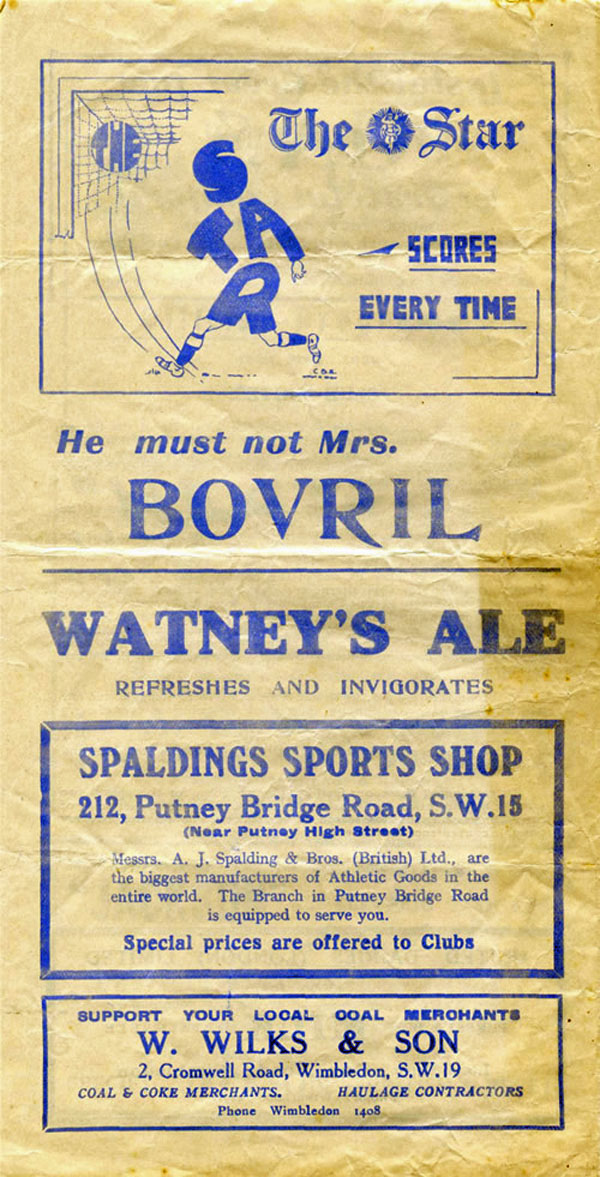 THE
STAR
The Star
SCORES
EVERY TIME
He must not Mrs.
BOVRIL
WATNEY'S ALE
REFRESHES AND INVIGORATES
SPALDINGS SPORTS SHOP
212, Putney Bridge Road, S.W.15
(Near Putney High Street)
Messrs. A. J. Spalding & Bros. (British) Ltd., are
the biggest manufacturers of Athletic Goods in the
entire world. The Branch in Putney Bridge Road
is equipped to serve you.
Special prices are offered to Clubs
SUPPORT YOUR LOCAL COAL MERCHANTS
W. WILKS & SON
2, Cromwell Road, Wimbledon, S.W.19
COAL & COKE MERCHANTS. HAULAGE CONTRACTORS
Phone Wimbledon 1408